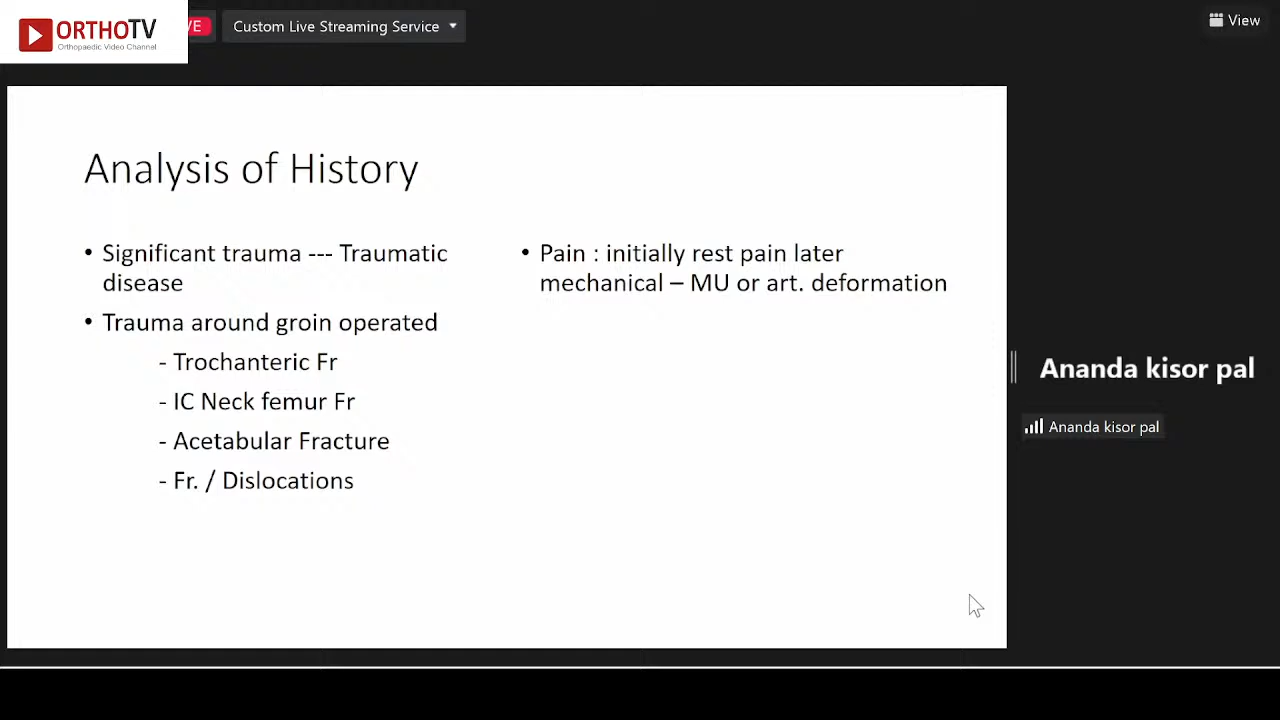 ORTHOTV
Orthopaedic Video Channel
VE
Custom Live Streaming Service
View
Analysis of History
• Significant trauma --- Traumatic
disease
• Trauma around groin operated
- Trochanteric Fr
- IC Neck femur Fr
- Acetabular Fracture
- Fr. / Dislocations
• Pain : initially rest pain later
mechanical – MU or art. deformation
Ananda kisor pal
Ananda kisor pal